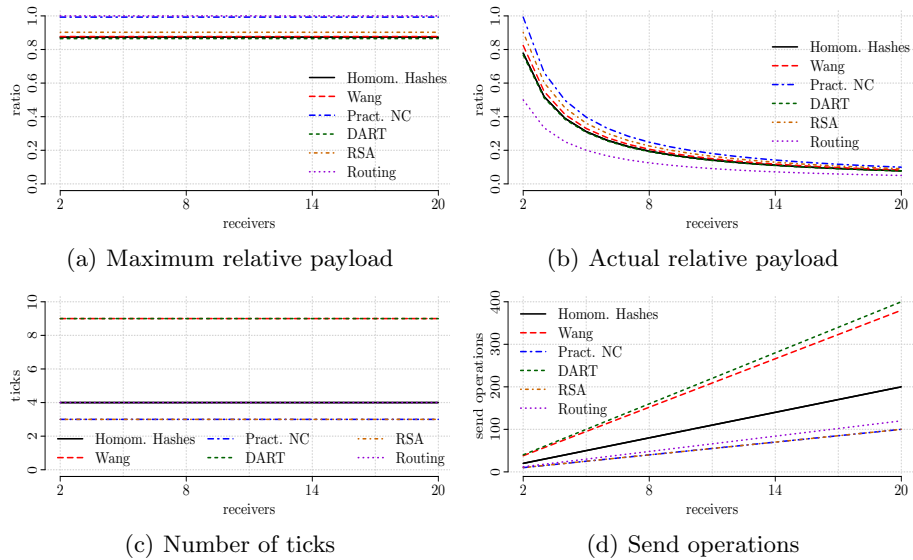 1.0
0.8
0.6
0.4
0.2
0.0
ratio
Homom. Hashes
Wang
Pract. NC
DART
RSA
Routing
2 8 14 20
receivers
(a) Maximum relative payload
1.0
0.8
0.6
0.4
0.2
0.0
ratio
Homom. Hashes
Wang
Pract. NC
DART
RSA
Routing
2 8 14 20
receivers
(b) Actual relative payload
10
8
6
4
2
0
ticks
Homom. Hashes Pract. NC RSA
Wang DART Routing
2 8 14 20
receivers
(c) Number of ticks
400
300
200
100
0
send operations
Homom. Hashes
Wang
Pract. NC
DART
RSA
Routing
2 8 14 20
receivers
(d) Send operations